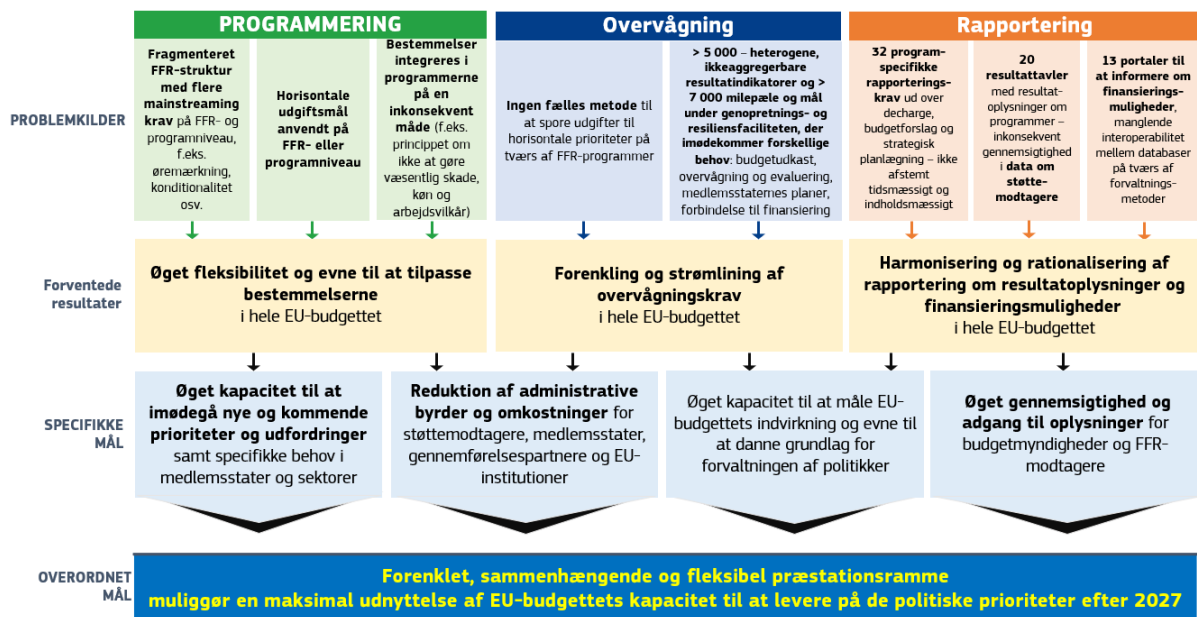 PROGRAMMERING
Overvågning
Rapportering
PROBLEMKILDER
Fragmenteret
FFR-struktur
med flere
mainstreaming
krav på FFR- og
programniveau,
f.eks.
øremærkning,
konditionalitet
osv.
Horisontale
udgiftsmål
anvendt på
FFR- eller
programniveau
Bestemmelser
integreres i
programmerne
på en
inkonsekvent
måde (f.eks.
princippet om
ikke at gøre
væsentlig skade,
køn og
arbejdsvilkår)
Ingen fælles metode til
at spore udgifter til
horisontale prioriteter på
tværs af FFR-programmer
> 5 000 – heterogene,
ikkeaggregerbare
resultatindikatorer og >
7 000 milepæle og mål
under genopretnings- og
resiliensfaciliteten, der
imødekommer forskellige
behov: budgetudkast,
overvågning og evaluering,
medlemsstaternes planer,
forbindelse til finansiering
32 program-
specifikke
rapporterings-
krav ud over
decharge,
budgetforslag og
strategisk
planlægning – ikke
afstemt
tidsmæssigt og
indholdsmæssigt
20
resultattavler
med resultat-
oplysninger om
programmer –
inkonsekvent
gennemsigtighed
i data om
støtte-
modtagere
13 portaler til
at informere om
finansierings-
muligheder,
manglende
interoperabilitet
mellem databaser
på tværs af
forvaltnings-
metoder
Forventede
resultater
Øget fleksibilitet og evne til at tilpasse
bestemmelserne
i hele EU-budgettet
Forenkling og strømlining af
overvågningskrav
i hele EU-budgettet
Harmonisering og rationalisering af
rapportering om resultatoplysninger og
finansieringsmuligheder
i hele EU-budgettet
SPECIFIKKE
MÅL
Øget kapacitet til at
imødegå nye og kommende
prioriteter og udfordringer
samt specifikke behov i
medlemsstater og sektorer
Reduktion af administrative
byrder og omkostninger for
støttemodtagere, medlemsstater,
gennemførelsespartnere og EU-
institutioner
Øget kapacitet til at måle EU-
budgettets indvirkning og evne til
at danne grundlag for
forvaltningen af politikker
Øget gennemsigtighed og
adgang til oplysninger for
budgetmyndigheder og FFR-
modtagere
OVERORDNET
MÅL
Forenklet, sammenhængende og fleksibel præstationsramme
muliggør en maksimal udnyttelse af EU-budgettets kapacitet til at levere på de politiske prioriteter efter 2027